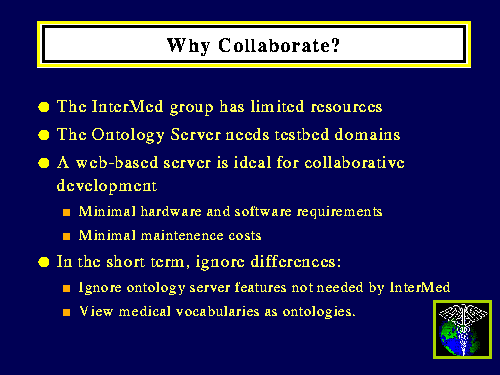 Why Collaborate?
The InterMed group has limited resources
The Ontology Server needs testbed domains
A web-based server is ideal for collaborative
development
Minimal hardware and software requirements
Minimal maintenence costs
In the short term, ignore differences:
Ignore ontology server features not needed by InterMed
View medical vocabularies as ontologies.